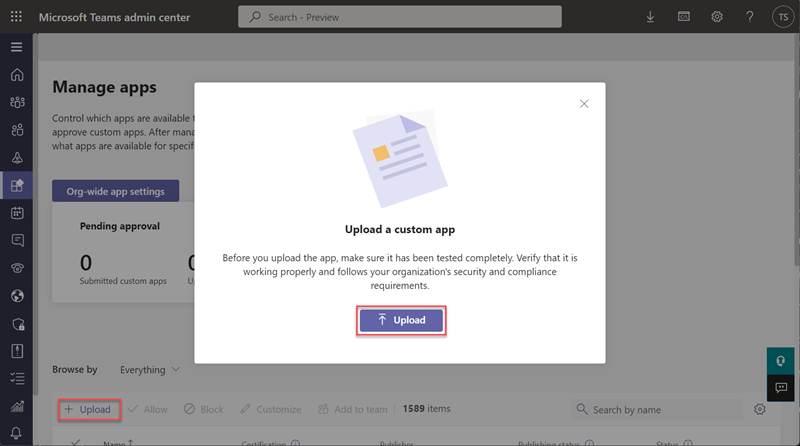 Microsoft Teams admin center
Search - Preview
TS
Manage apps
Control which apps are available t
approve custom apps. After mana
what apps are available for specif
Org-wide app settings
Pending approval
0
Submitted custom apps
0
Up
Upload a custom app
Before you upload the app, make sure it has been tested completely. Verify that it is
working properly and follows your organization's security and compliance
requirements.
Upload
Browse by
Everything
+ Upload
Allow
Block
Customize
Add to team
1589 items
Search by name
Name
Certification
Publisher
Publishing status
Status